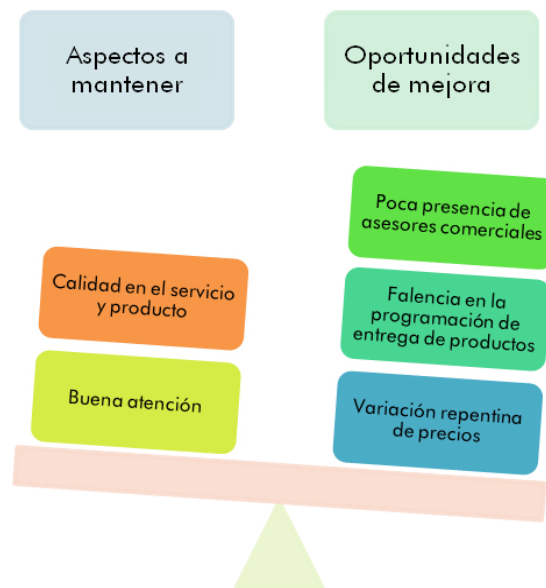 Aspectos a
mantener
Oportunidades
de mejora
Calidad en el servicio
y producto
Buena atención
Poca presencia de
asesores comerciales
Falencia en la
programación de
entrega de productos
Variación repentina
de precios